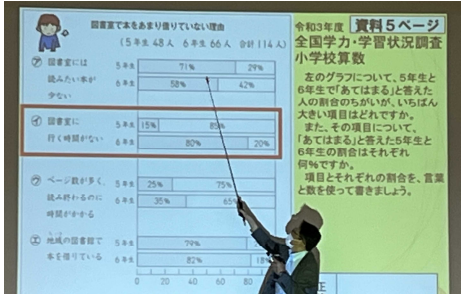 図書室で本をあまり借りていない理由
(5年生 48人 6年生 66人 合計 114人)
㋐ 図書室には
読みたい本が
少ない
5年生 71% 29%
6年生 58% 42%
㋑ 図書室に
行く時間がない
5年生 15% 85%
6年生 80% 20%
㋒ ページ数が多く、
読み終わるのに
時間がかかる
5年生 25% 75%
6年生 35% 65%
㋓ 地域の図書館で
本を借りている
5年生 79%
6年生 82% 18%
0 20 40 60 80
令和3年度 資料5ページ
全国学力・学習状況調査
小学校算数
左のグラフについて、5年生と
6年生で「あてはまる」と答えた
人の割合のちがいが、いちばん
大きい項目はどれですか。
また、その項目について、
「あてはまる」と答えた5年生と
6年生の割合はそれぞれ
何%ですか。
項目とそれぞれの割合を、言葉
と数を使って書きましょう。
正